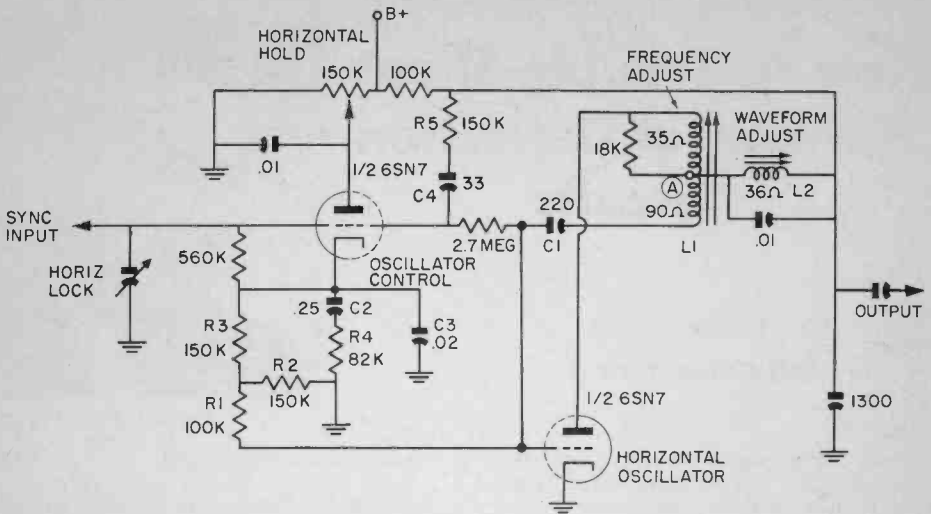 B+
HORIZONTAL
HOLD
150K
100K
FREQUENCY
ADJUST
R5
150K
WAVEFORM
ADJUST
18K
35Ω
.01
1/2 6SN7
C4
33
A
36Ω
L2
SYNC
INPUT
220
C1
90Ω
L1
.01
2.7 MEG
560K
OSCILLATOR
CONTROL
HORIZ
LOCK
.25
C2
C3
.02
OUTPUT
R3
150K
R4
82K
R2
150K
R1
100K
1/2 6SN7
1300
HORIZONTAL
OSCILLATOR